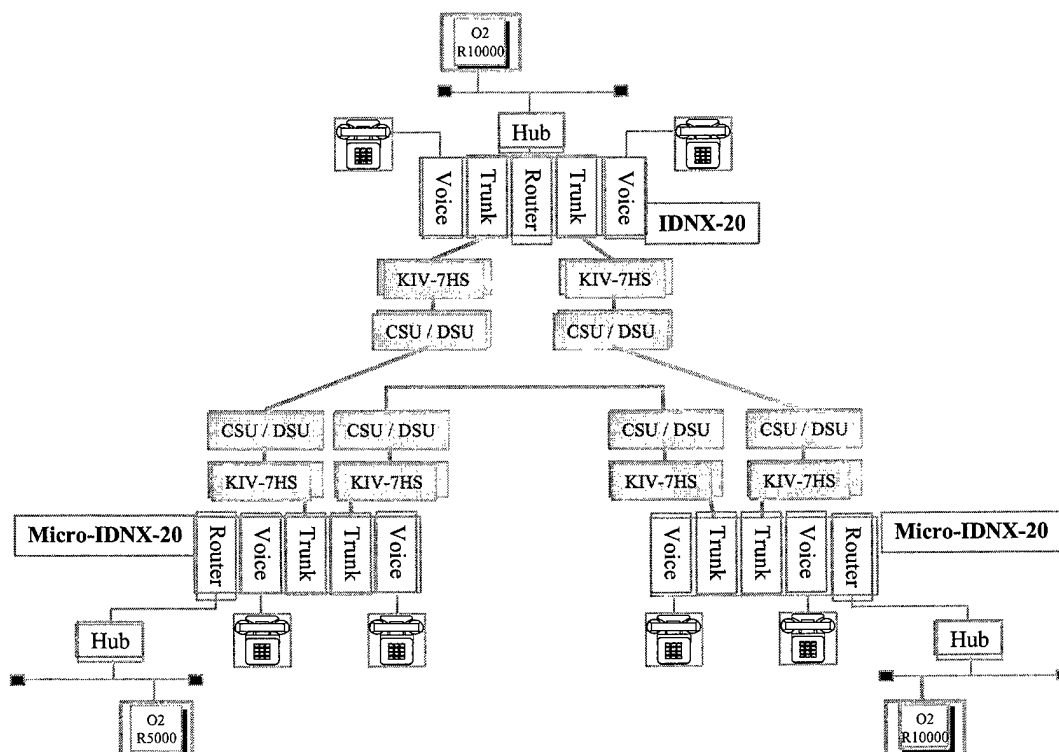 O2
R10000
Hub
Voice
Trunk
Router
Trunk
Voice
IDNX-20
KIV-7HS
KIV-7HS
CSU / DSU
CSU / DSU
CSU / DSU
CSU / DSU
CSU / DSU
CSU / DSU
KIV-7HS
KIV-7HS
KIV-7HS
KIV-7HS
Micro-IDNX-20
Router
Voice
Trunk
Trunk
Voice
Voice
Trunk
Trunk
Voice
Router
Micro-IDNX-20
Hub
Hub
O2
R5000
O2
R10000